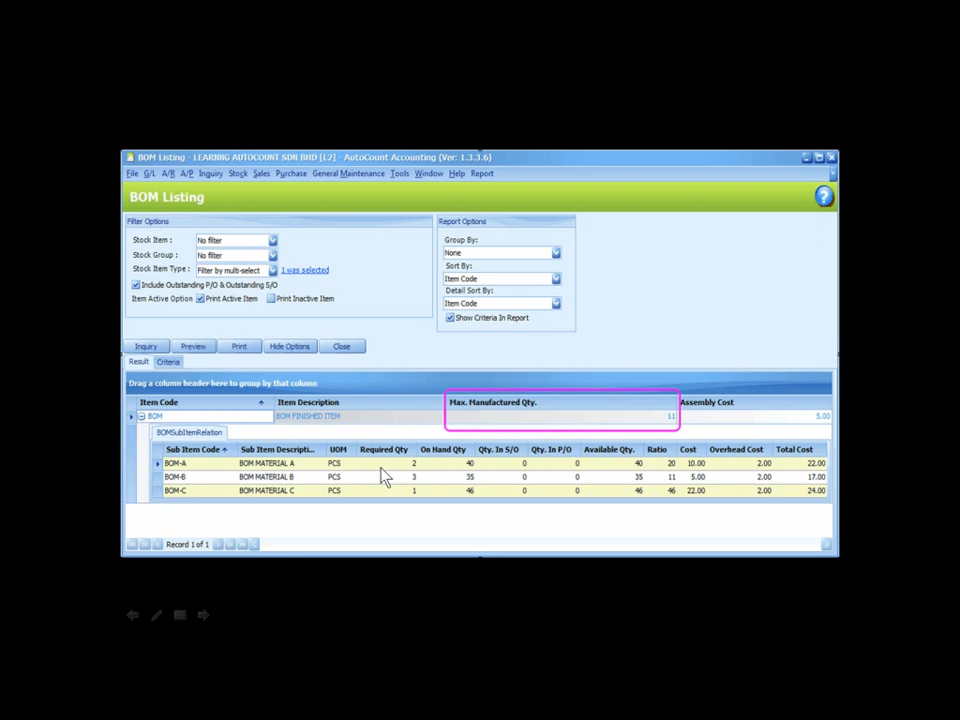 BOM Listing - LEARNING AUTOCOUNT SDN BHD [L2] - AutoCount Accounting (Ver: 1.3.3.6)
File G/L A/R A/P Inquiry Stock Sales Purchase General Maintenance Tools Window Help Report
BOM Listing
Filter Options
Stock Item : No filter
Stock Group : No filter
Stock Item Type : Filter by multi-select 1 was selected
Include Outstanding P/O & Outstanding S/O
Item Active Option Print Active Item Print Inactive Item
Report Options
Group By:
None
Sort By:
Item Code
Detail Sort By:
Item Code
Show Criteria In Report
Inquiry Preview Print Hide Options Close
Result Criteria
Drag a column header here to group by that column
Item Code Item Description Max. Manufactured Qty. Assembly Cost
BOM BOM FINISHED ITEM 11 5.00
BOMSubItemRelation
Sub Item Code Sub Item Descripti... UOM Required Qty On Hand Qty Qty. In S/O Qty. In P/O Available Qty. Ratio Cost Overhead Cost Total Cost
BOM-A BOM MATERIAL A PCS 2 40 0 0 40 20 10.00 2.00 22.00
BOM-B BOM MATERIAL B PCS 3 35 0 0 35 11 5.00 2.00 17.00
BOM-C BOM MATERIAL C PCS 1 46 0 0 46 46 22.00 2.00 24.00
Record 1 of 1